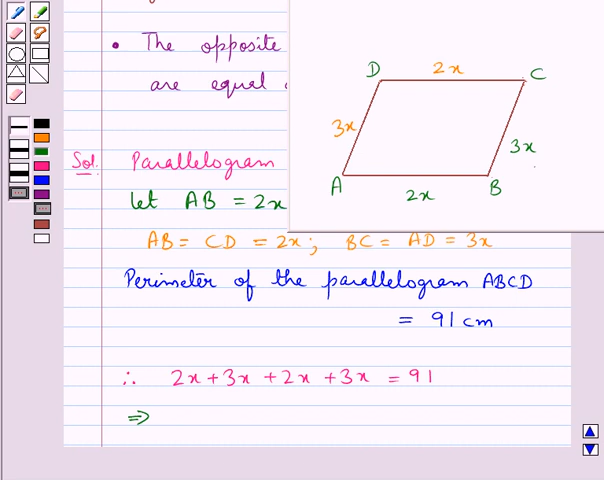 • The opposite
are equal
Sol. Parallelogram
let AB = 2x
AB = CD = 2x ; BC = AD = 3x
Perimeter of the parallelogram ABCD
= 91 cm
∴ 2x + 3x + 2x + 3x = 91
⇒
D 2x C
3x 3x
A 2x B